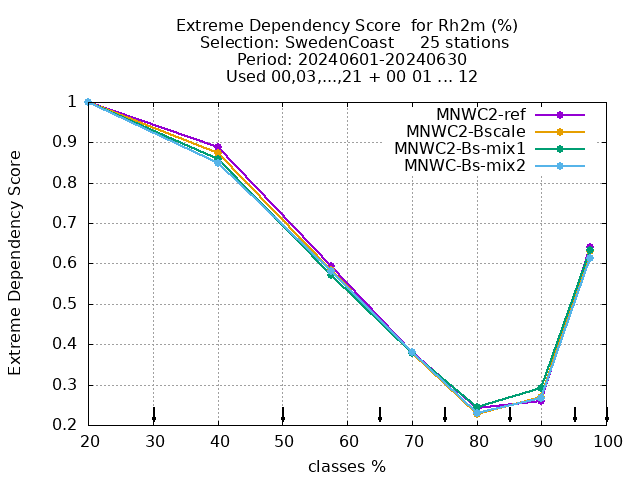 Extreme Dependency Score  for Rh2m (%)
Selection: SwedenCoast     25 stations
Period: 20240601-20240630
Used 00,03,...,21 + 00 01 ... 12
MNWC2-ref
MNWC2-Bscale
MNWC2-Bs-mix1
MNWC-Bs-mix2
Extreme Dependency Score
1
0.9
0.8
0.7
0.6
0.5
0.4
0.3
0.2
20 30 40 50 60 70 80 90 100
classes %